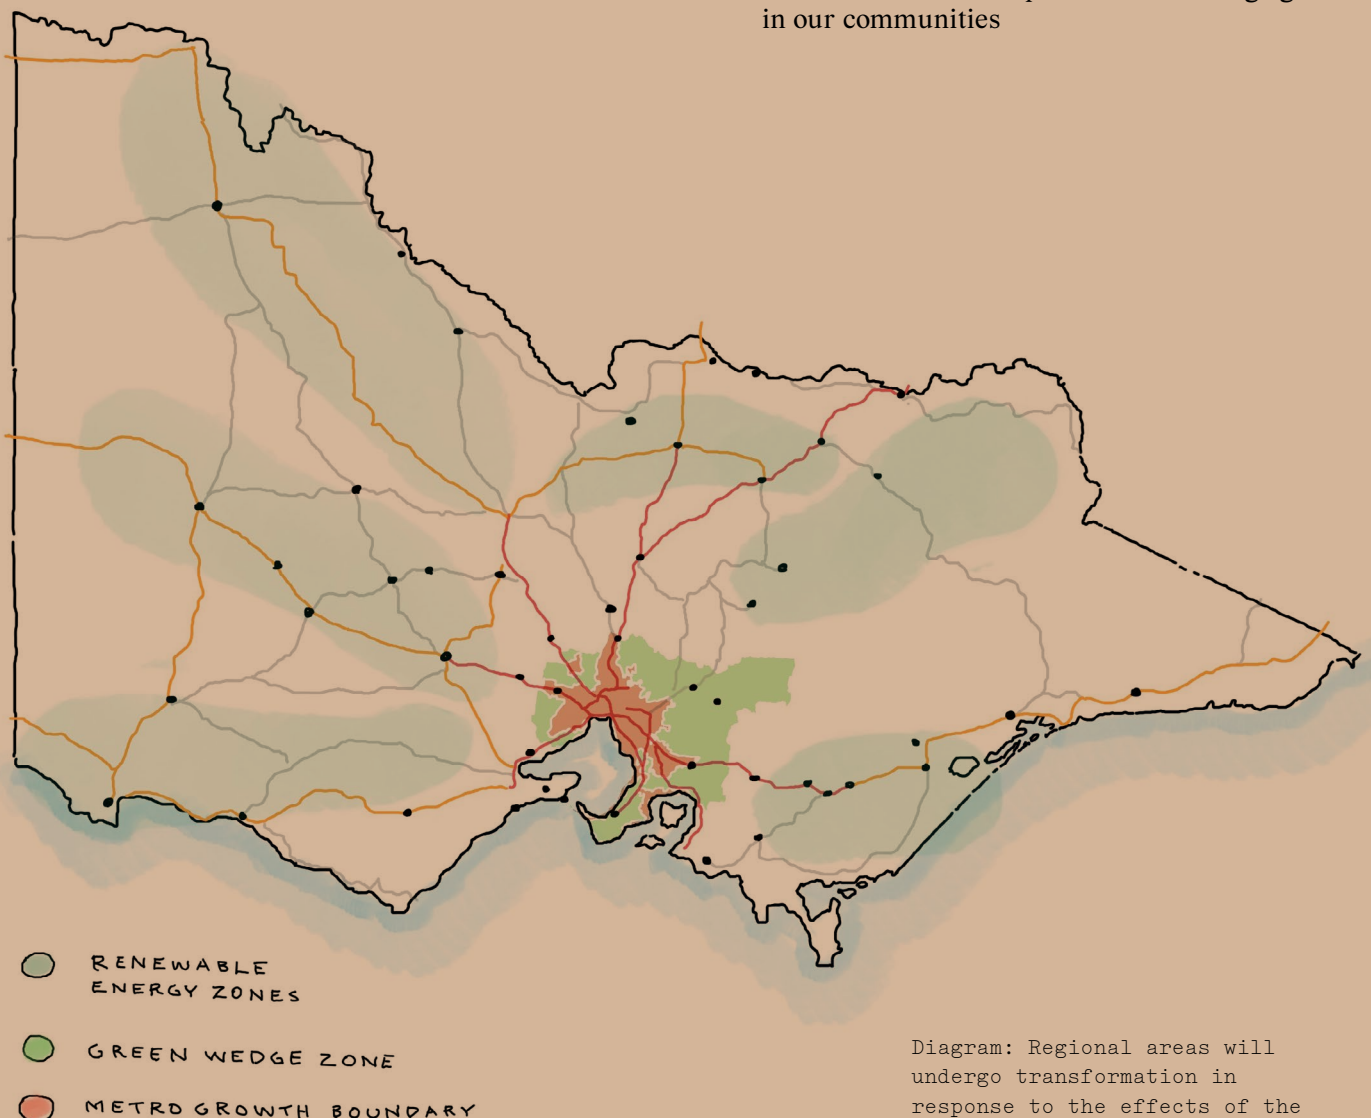 in our communities
RENEWABLE
ENERGY ZONES
GREEN WEDGE ZONE
METRO GROWTH BOUNDARY
Diagram: Regional areas will
undergo transformation in
response to the effects of the